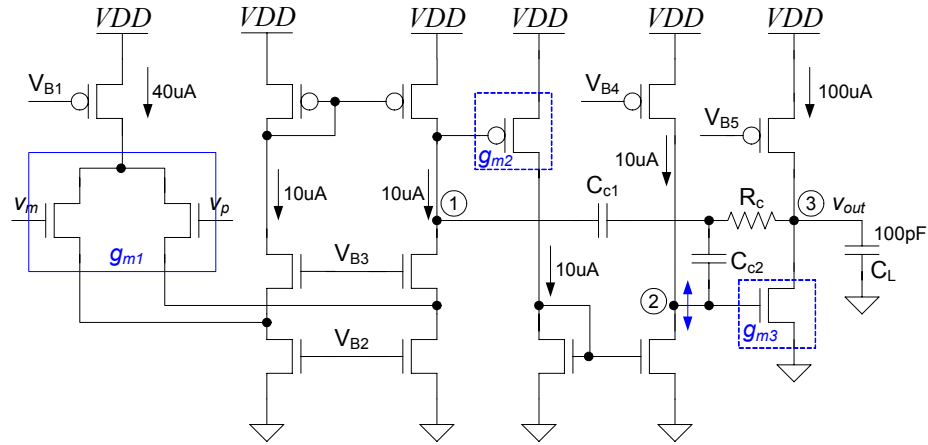 VDD VDD VDD VDD VDD
V_B1
40uA
V_B4
100uA
V_B5
g_m2
10uA
v_m
v_p
10uA
10uA
1
C_c1
R_c
3
v_out
100pF
g_m1
V_B3
10uA
C_c2
C_L
2
V_B2
g_m3